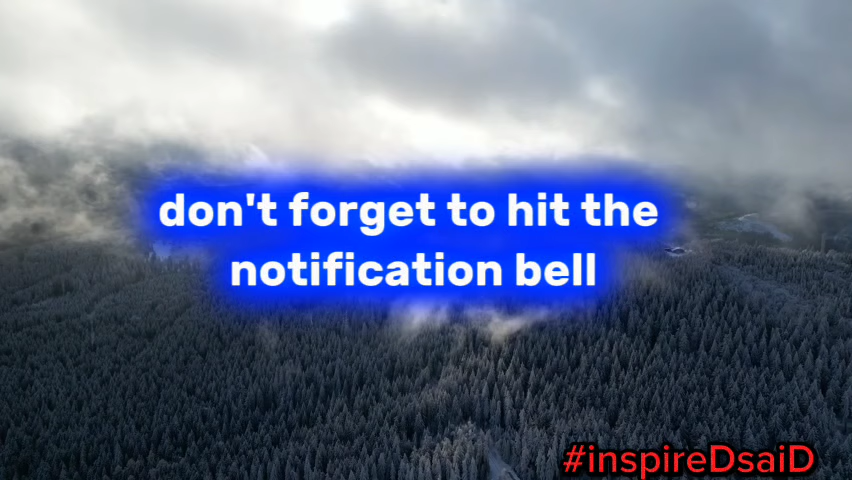 don't forget to hit the
notification bell
#inspireDsaiD